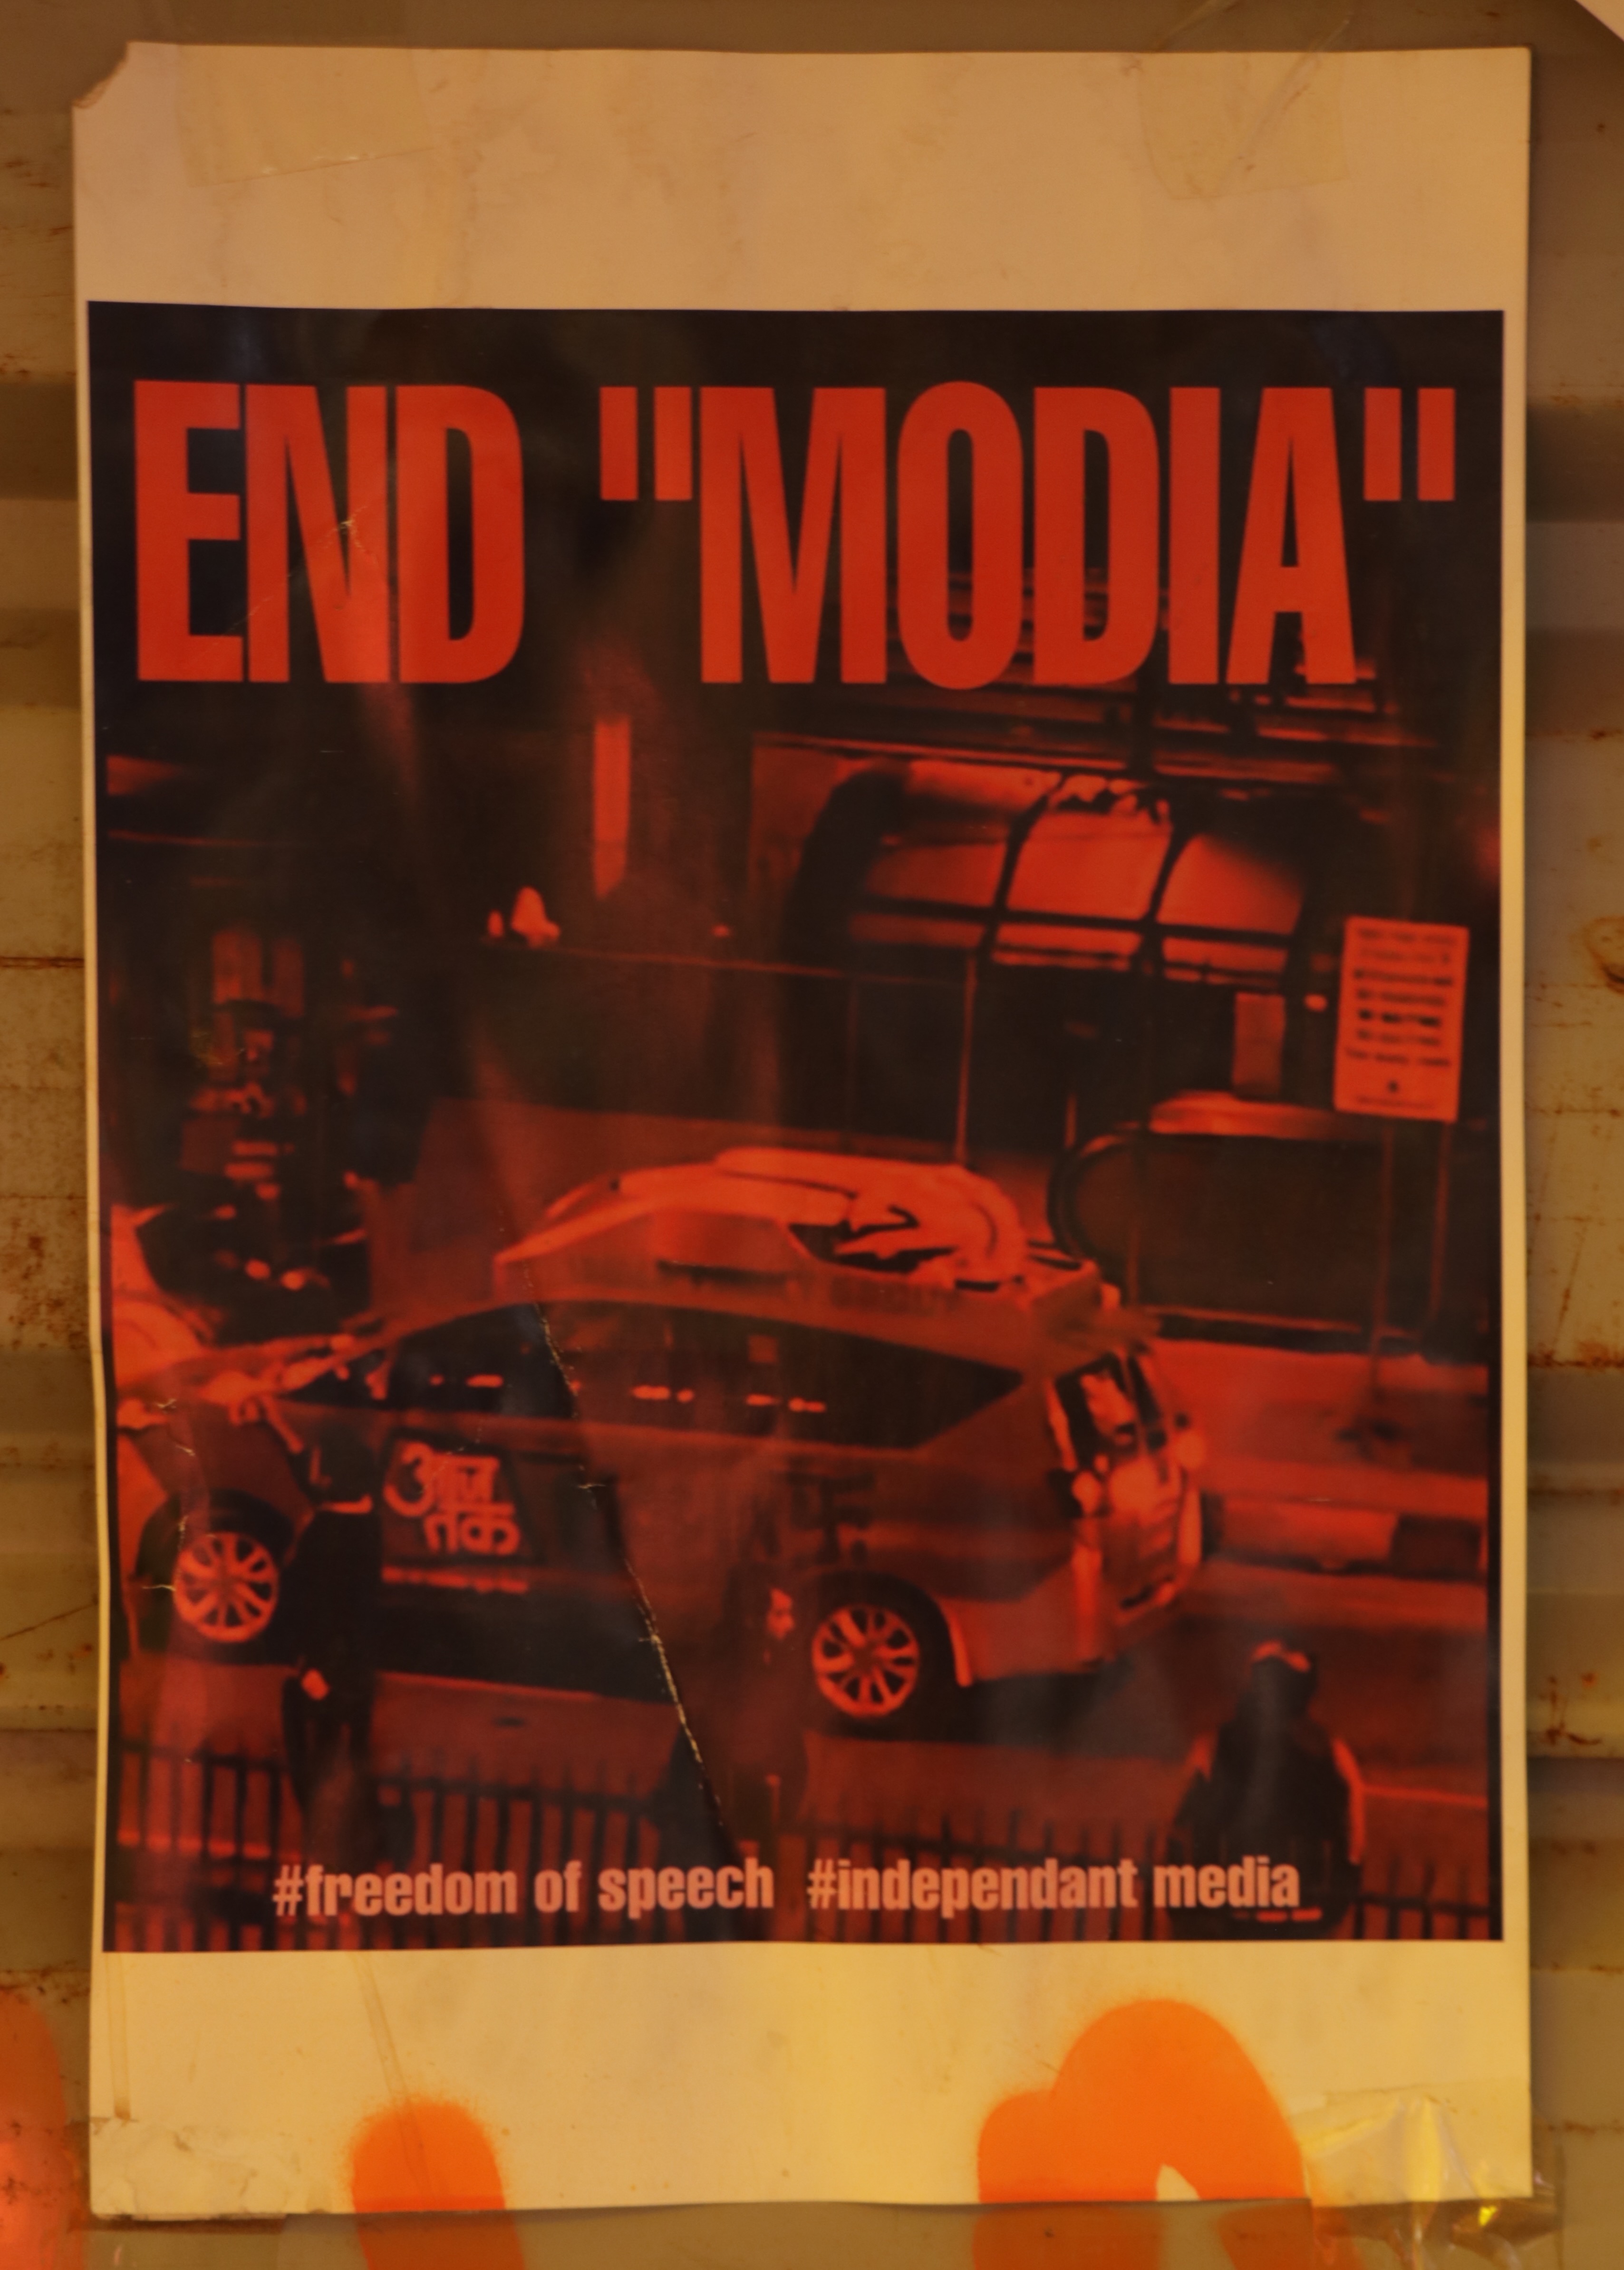 END "MODIA"
आज
तक
#freedom of speech #independant media